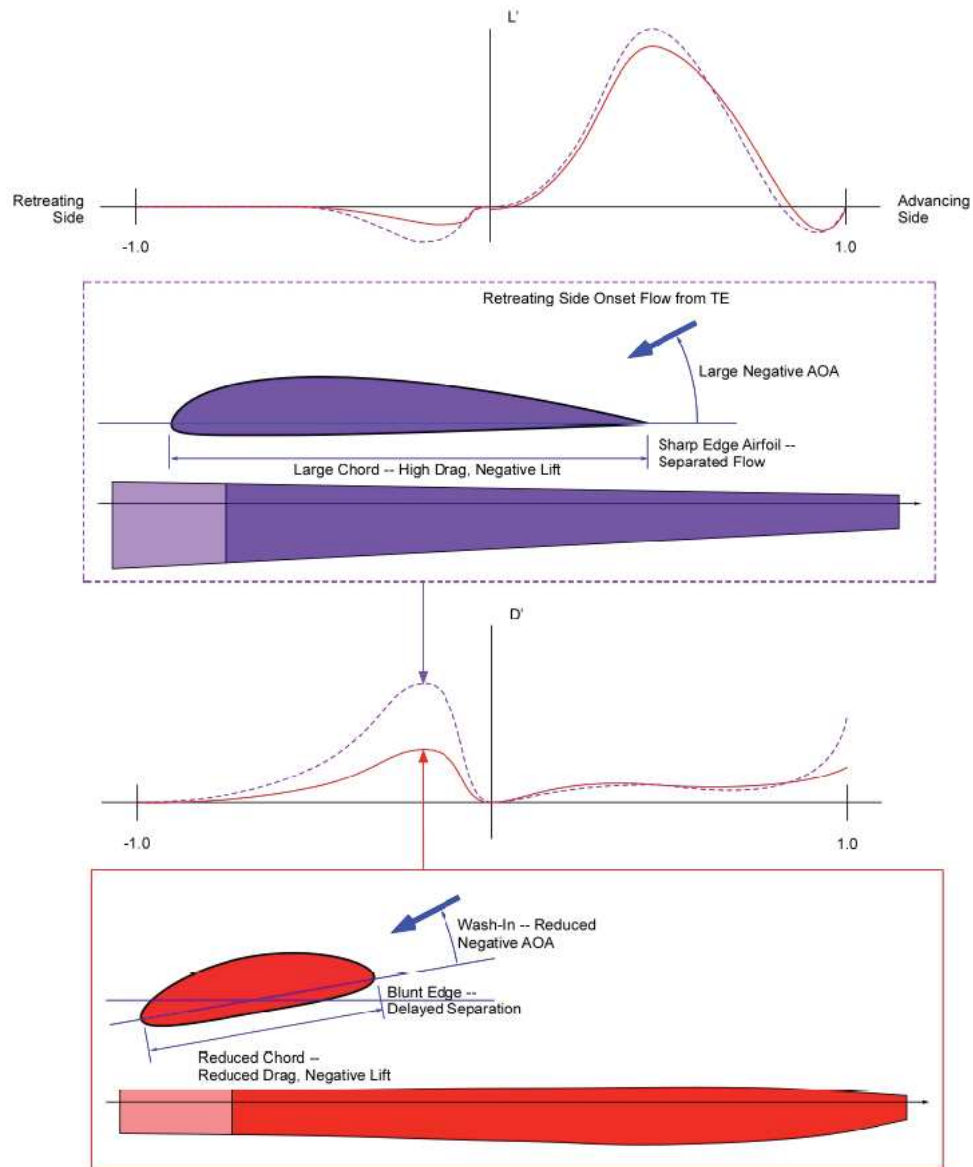 L'
Retreating
Side
Advancing
Side
-1.0
1.0
Retreating Side Onset Flow from TE
Large Negative AOA
Sharp Edge Airfoil --
Separated Flow
Large Chord -- High Drag, Negative Lift
D'
-1.0
1.0
Wash-In -- Reduced
Negative AOA
Blunt Edge --
Delayed Separation
Reduced Chord --
Reduced Drag, Negative Lift